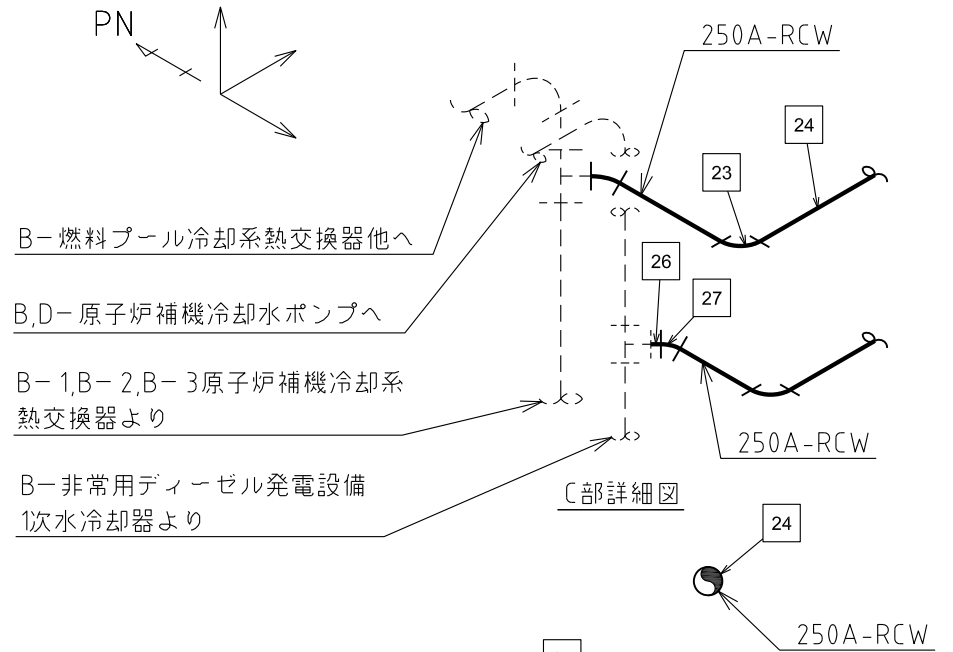 PN
250A-RCW
24
23
B-燃料プール冷却系熱交換器他へ
26
27
B,D-原子炉補機冷却水ポンプへ
B-1,B-2,B-3原子炉補機冷却系
熱交換器より
250A-RCW
B-非常用ディーゼル発電設備
1次水冷却器より
C部詳細図
24
250A-RCW